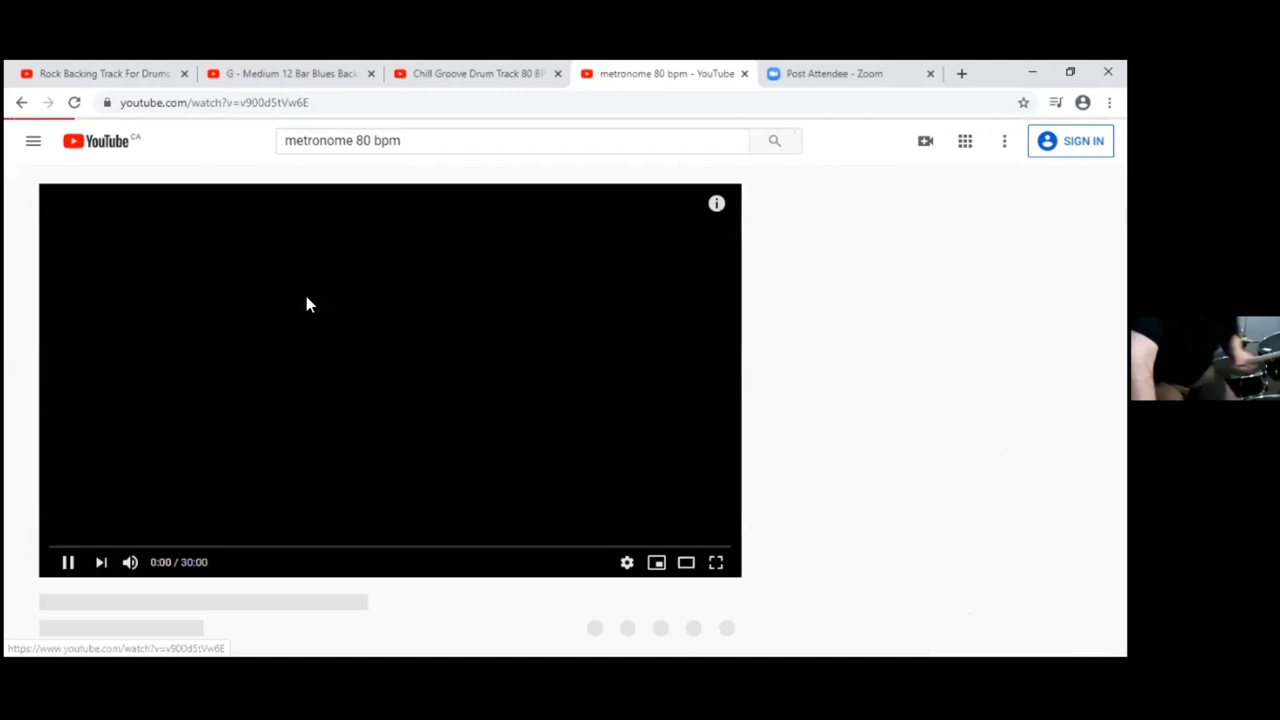 Rock Backing Track For Drums
G - Medium 12 Bar Blues Back
Chill Groove Drum Track 80 BP
metronome 80 bpm - YouTube
Post Attendee - Zoom
youtube.com/watch?v=v900d5tVw6E
YouTube CA
metronome 80 bpm
SIGN IN
0:00 / 30:00
https://www.youtube.com/watch?v=v900d5tVw6E